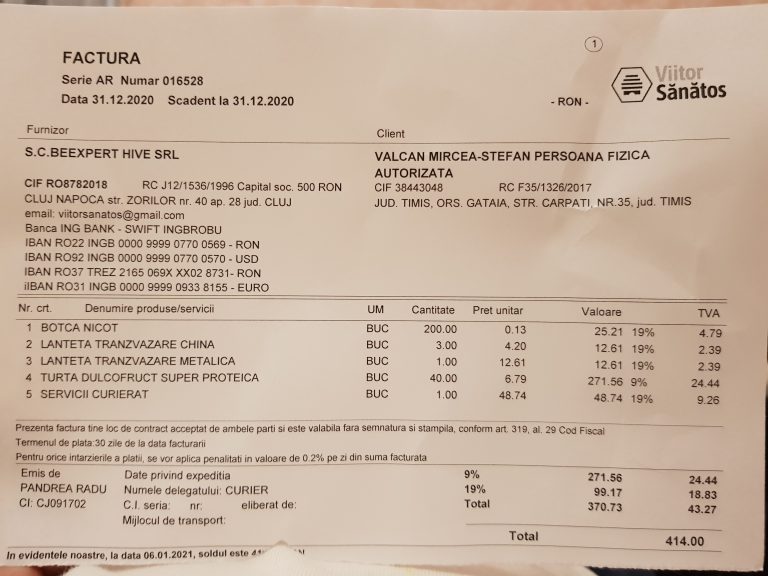 1
FACTURA
Serie AR Numar 016528
Data 31.12.2020 Scadent la 31.12.2020
- RON -
Viitor
Sănătos
Furnizor Client
S.C.BEEXPERT HIVE SRL
CIF RO8782018 RC J12/1536/1996 Capital soc. 500 RON
CLUJ NAPOCA str. ZORILOR nr. 40 ap. 28 jud. CLUJ
email: viitorsanatos@gmail.com
Banca ING BANK - SWIFT INGBROBU
IBAN RO22 INGB 0000 9999 0770 0569 - RON
IBAN RO92 INGB 0000 9999 0770 0570 - USD
IBAN RO37 TREZ 2165 069X XX02 8731- RON
iIBAN RO31 INGB 0000 9999 0933 8155 - EURO
VALCAN MIRCEA-STEFAN PERSOANA FIZICA
AUTORIZATA
CIF 38443048 RC F35/1326/2017
JUD. TIMIS, ORS. GATAIA, STR. CARPATI, NR.35, jud. TIMIS
Nr. crt. Denumire produse/servicii UM Cantitate Pret unitar Valoare TVA
1 BOTCA NICOT BUC 200.00 0.13 25.21 19% 4.79
2 LANTETA TRANZVAZARE CHINA BUC 3.00 4.20 12.61 19% 2.39
3 LANTETA TRANZVAZARE METALICA BUC 1.00 12.61 12.61 19% 2.39
4 TURTA DULCOFRUCT SUPER PROTEICA BUC 40.00 6.79 271.56 9% 24.44
5 SERVICII CURIERAT BUC 1.00 48.74 48.74 19% 9.26
Prezenta factura tine loc de contract acceptat de ambele parti si este valabila fara semnatura si stampila, conform art. 319, al. 29 Cod Fiscal
Termenul de plata:30 zile de la data facturarii
Pentru orice intarzierile a platii, se vor aplica penalitati in valoare de 0.2% pe zi din suma facturata
Emis de
PANDREA RADU
CI: CJ091702
Date privind expeditia
Numele delegatului: CURIER
C.I. seria: nr: eliberat de:
Mijlocul de transport:
9% 271.56 24.44
19% 99.17 18.83
Total 370.73 43.27
Total 414.00
In evidentele noastre, la data 06.01.2021, soldul este